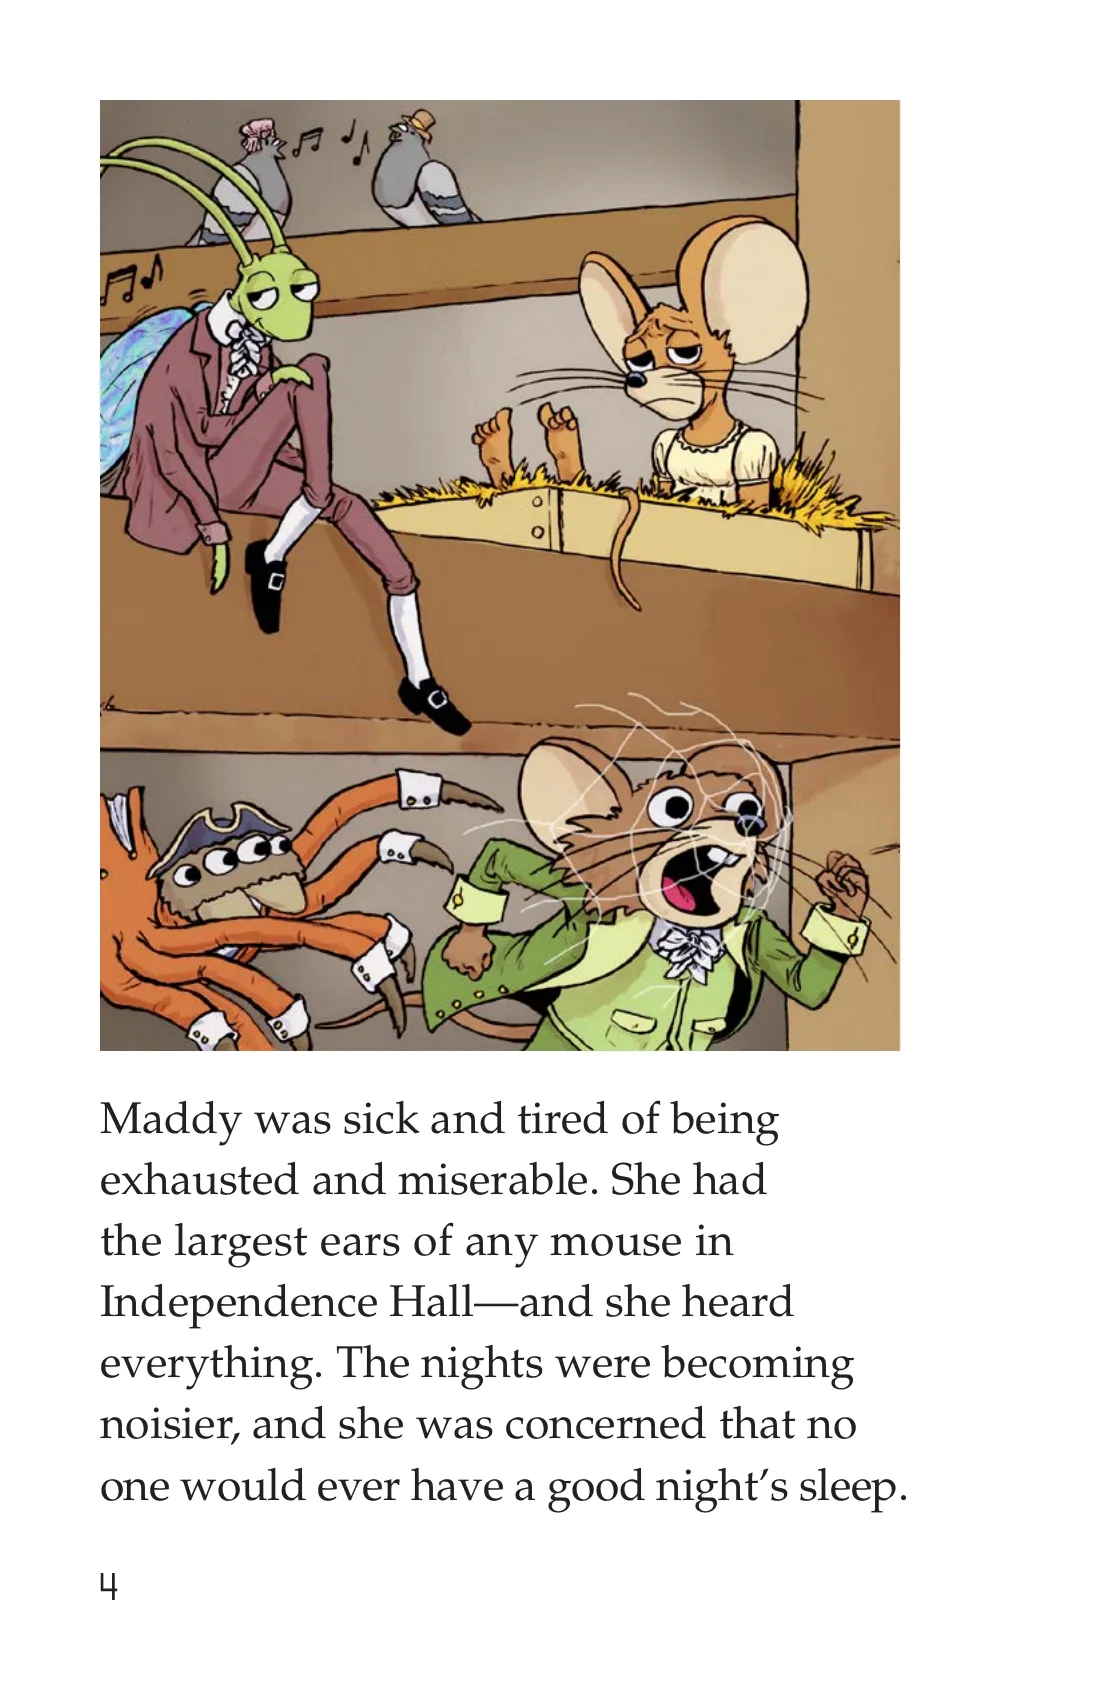 Maddy was sick and tired of being
exhausted and miserable. She had
the largest ears of any mouse in
Independence Hall—and she heard
everything. The nights were becoming
noisier, and she was concerned that no
one would ever have a good night’s sleep.
4